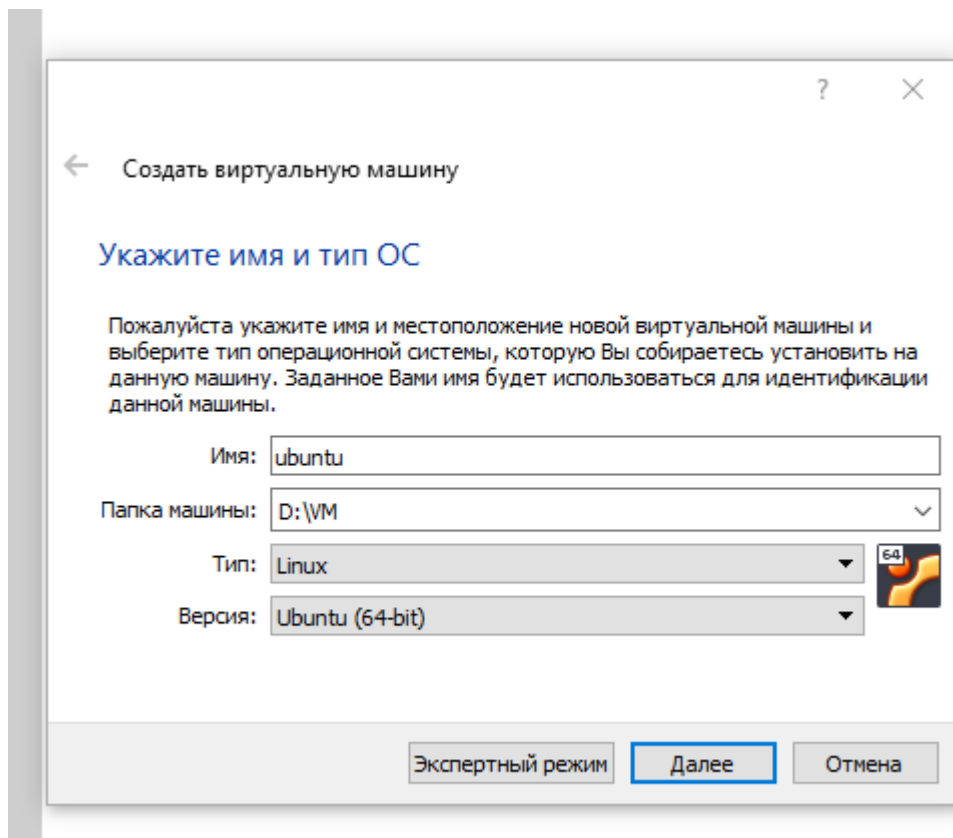 ?
Создать виртуальную машину
Укажите имя и тип ОС
Пожалуйста укажите имя и местоположение новой виртуальной машины и
выберите тип операционной системы, которую Вы собираетесь установить на
данную машину. Заданное Вами имя будет использоваться для идентификации
данной машины.
Имя: ubuntu
Папка машины: D:\VM
Тип: Linux
64
Версия: Ubuntu (64-bit)
Экспертный режим Далее Отмена